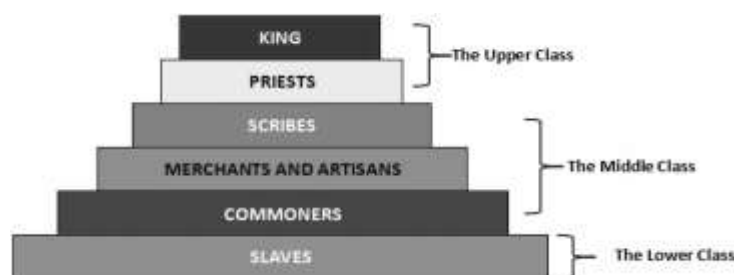 KING
The Upper Class
PRIESTS
SCRIBES
MERCHANTS AND ARTISANS
The Middle Class
COMMONERS
SLAVES
The Lower Class